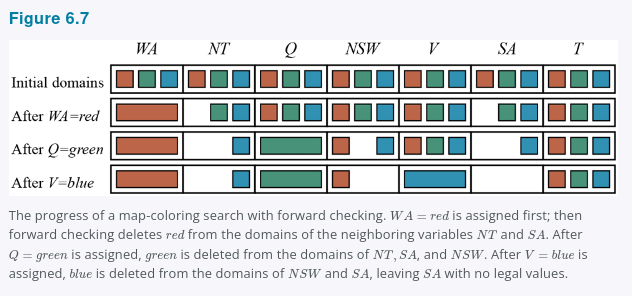 Figure 6.7
WA NT Q NSW V SA T
Initial domains
After WA=red
After Q=green
After V=blue
The progress of a map-coloring search with forward checking. WA = red is assigned first; then
forward checking deletes red from the domains of the neighboring variables NT and SA. After
Q = green is assigned, green is deleted from the domains of NT, SA, and NSW. After V = blue is
assigned, blue is deleted from the domains of NSW and SA, leaving SA with no legal values.